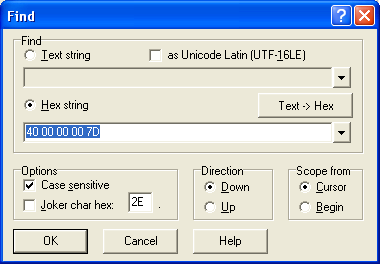 Find
Find
Text string
as Unicode Latin (UTF-16LE)
Hex string
Text -> Hex
40 00 00 00 7D
Options
Case sensitive
Joker char hex: 2E .
Direction
Down
Up
Scope from
Cursor
Begin
OK
Cancel
Help